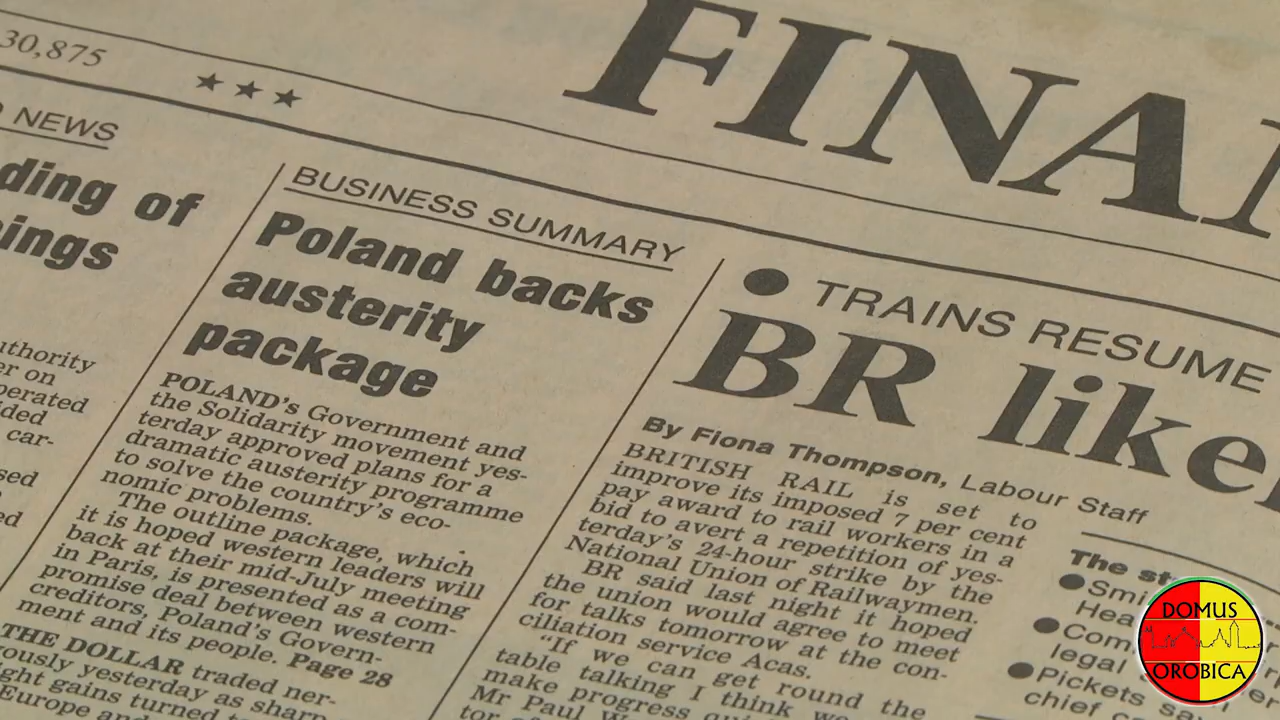 30,875
FINA
NEWS
ding of
ings
uthority
er on
perated
ided
car-
sed
ed
BUSINESS SUMMARY
Poland backs
austerity
package
POLAND's Government and
the Solidarity movement yes-
terday approved plans for a
dramatic austerity programme
to solve the country's eco-
nomic problems.
The outline package, which
it is hoped western leaders will
back at their mid-July meeting
in Paris, is presented as a com-
promise deal between western
creditors, Poland's Govern-
ment and its people. Page 28
THE DOLLAR traded ner-
vously yesterday as sharp
ght gains turned to
Europe and
TRAINS RESUME
BR like
By Fiona Thompson, Labour Staff
BRITISH RAIL is set to
improve its imposed 7 per cent
pay award to rail workers in a
bid to avert a repetition of yes-
terday's 24-hour strike by the
National Union of Railwaymen.
BR said last night it hoped
the union would agree to meet
for talks tomorrow at the con-
ciliation service Acas.
"If we can get round the
table talking I think we
make progress
Mr Paul
The st
Smi
Hea
Com
legal
Pickets
chief
DOMUS
OROBICA